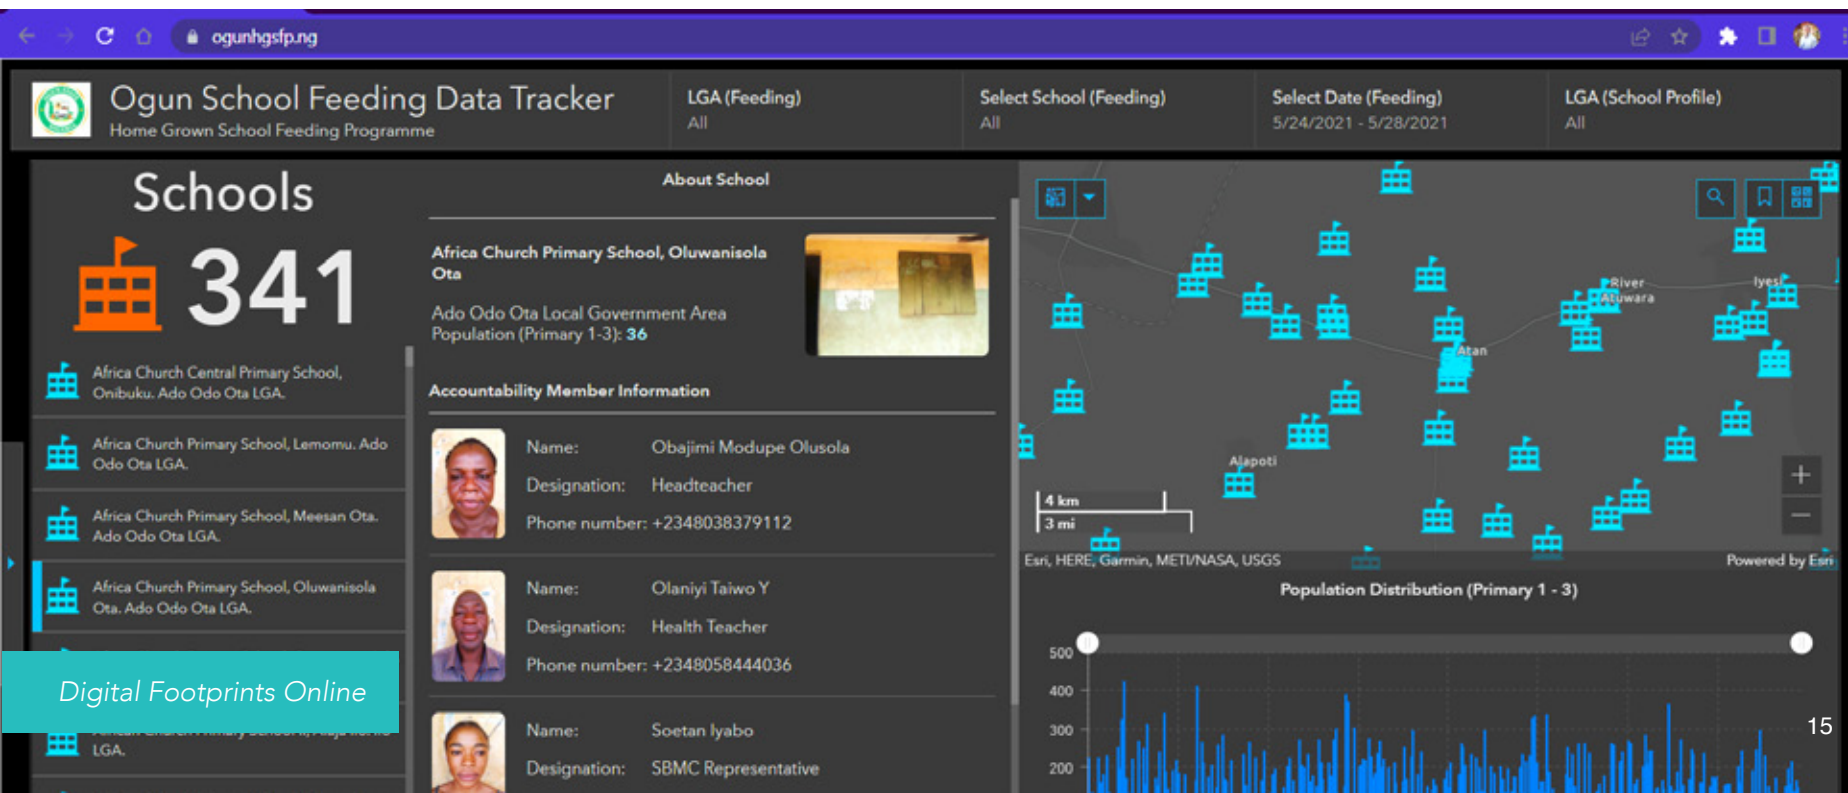 ogunhgsfp.ng
Ogun School Feeding Data Tracker
Home Grown School Feeding Programme
LGA (Feeding)
All
Select School (Feeding)
All
Select Date (Feeding)
5/24/2021 - 5/28/2021
LGA (School Profile)
All
Schools
341
Africa Church Central Primary School,
Onibuku. Ado Odo Ota LGA.
Africa Church Primary School, Lemomu. Ado
Odo Ota LGA.
Africa Church Primary School, Meesan Ota.
Ado Odo Ota LGA.
Africa Church Primary School, Oluwanisola
Ota. Ado Odo Ota LGA.
Digital Footprints Online
LGA.
About School
Africa Church Primary School, Oluwanisola
Ota
Ado Odo Ota Local Government Area
Population (Primary 1-3): 36
Accountability Member Information
Name: Obajimi Modupe Olusola
Designation: Headteacher
Phone number: +2348038379112
Name: Olaniyi Taiwo Y
Designation: Health Teacher
Phone number: +2348058444036
Name: Soetan Iyabo
Designation: SBMC Representative
River
Atuwara
Iyesi
Atan
Alapoti
4 km
3 mi
Esri, HERE, Garmin, METI/NASA, USGS
Powered by Esri
Population Distribution (Primary 1 - 3)
500
400
300
200
15